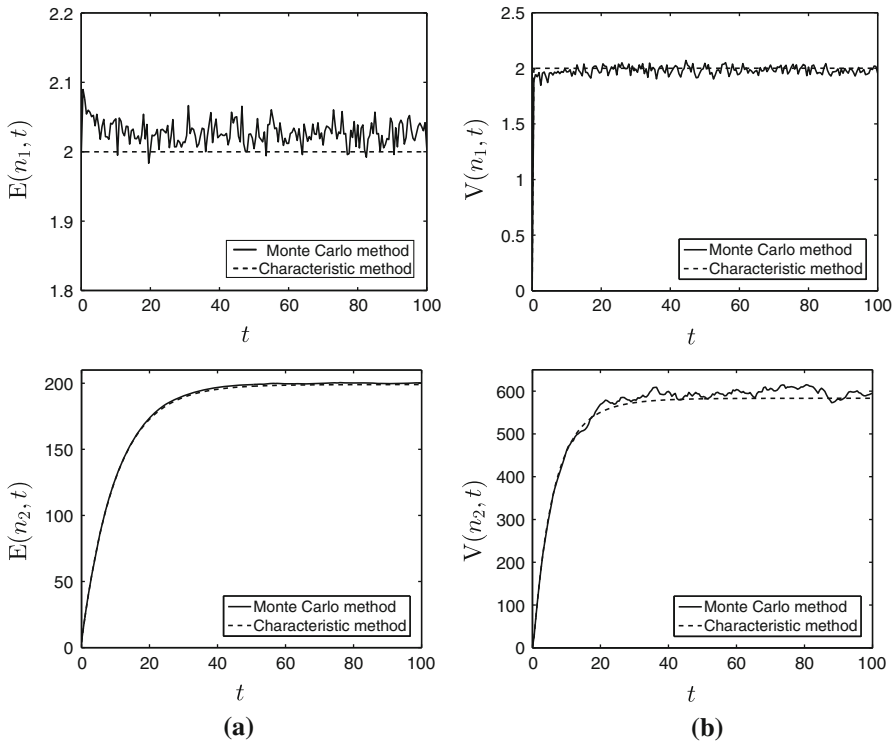 2.2
2.1
2
1.9
1.8
0 20 40 60 80 100
E(n₁, t)
t
Monte Carlo method
Characteristic method
2.5
2
1.5
1
0.5
0
0 20 40 60 80 100
V(n₁, t)
t
Monte Carlo method
Characteristic method
200
150
100
50
0
0 20 40 60 80 100
E(n₂, t)
t
Monte Carlo method
Characteristic method
600
500
400
300
200
100
0
0 20 40 60 80 100
V(n₂, t)
t
Monte Carlo method
Characteristic method
(a)
(b)